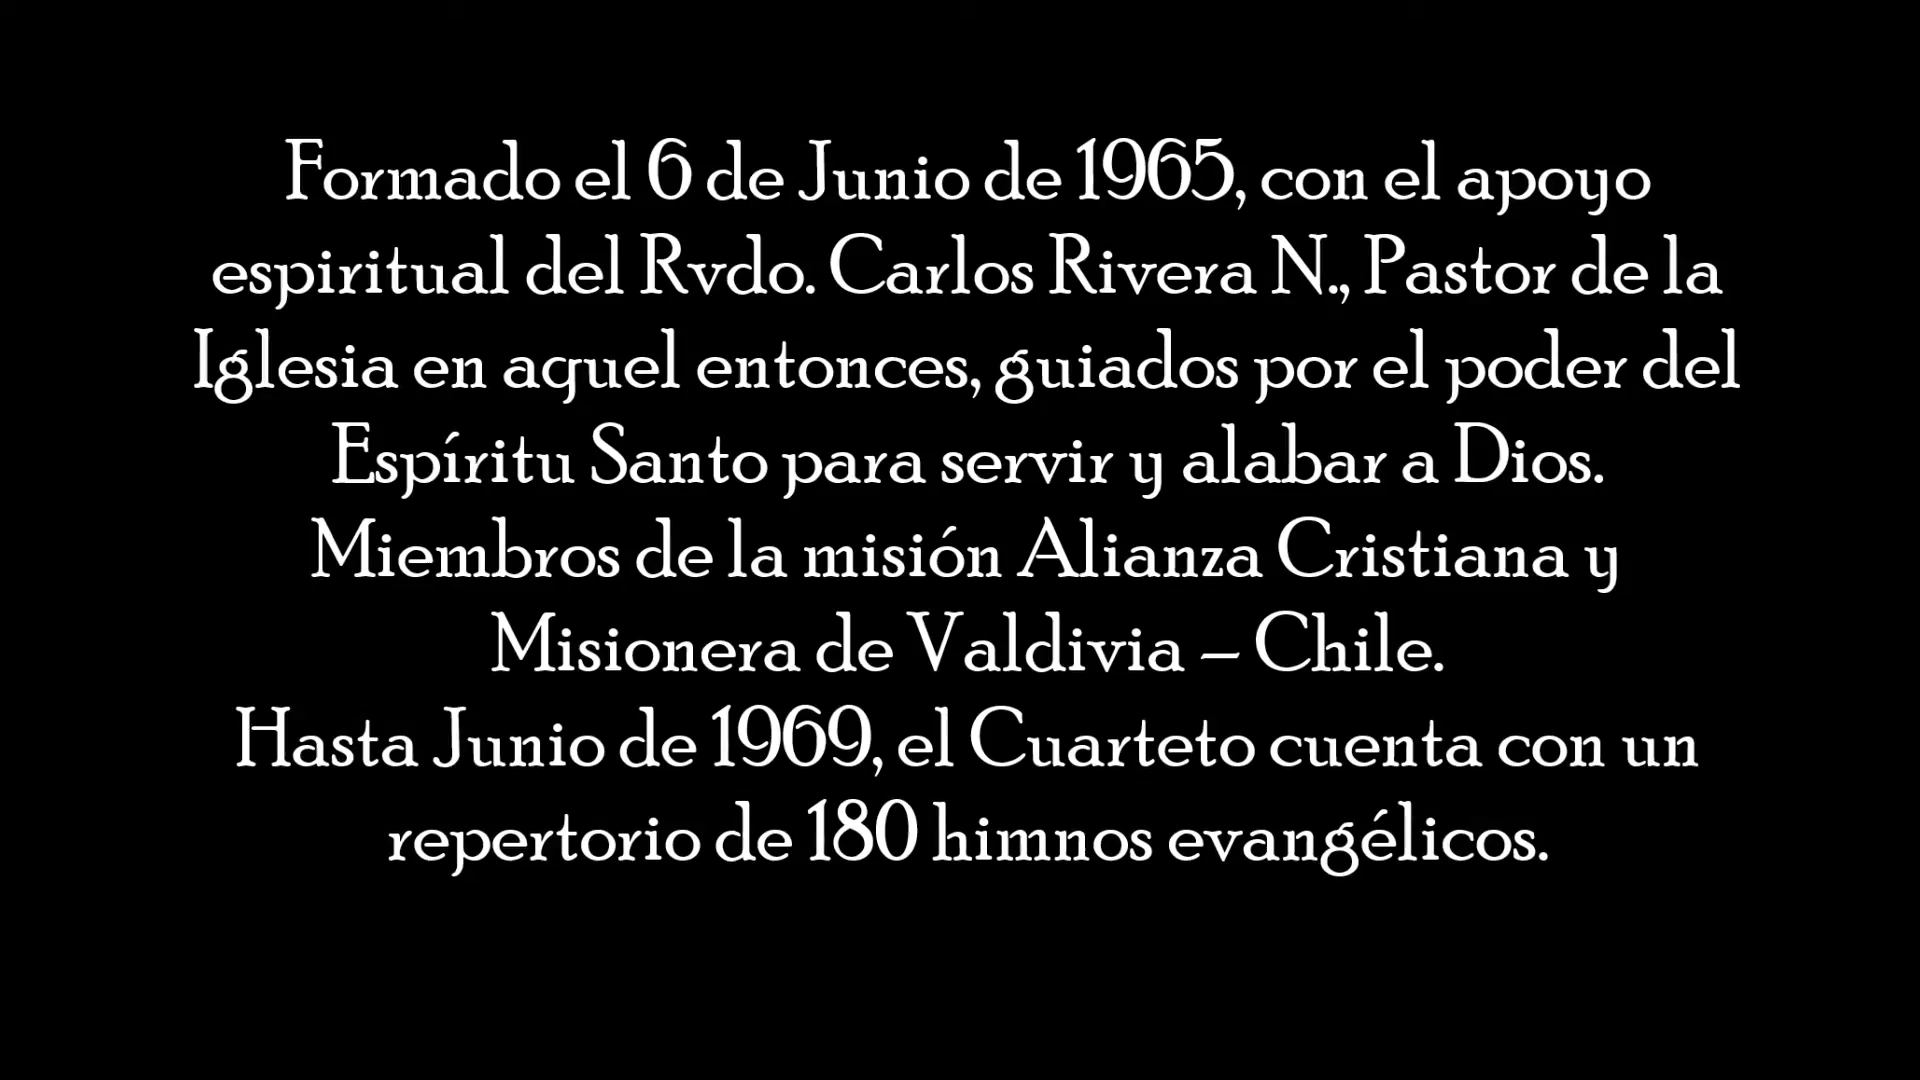 Formado el 6 de Junio de 1965, con el apoyo
espiritual del Rvdo. Carlos Rivera N., Pastor de la
Iglesia en aquel entonces, guiados por el poder del
Espíritu Santo para servir y alabar a Dios.
Miembros de la misión Alianza Cristiana y
Misionera de Valdivia – Chile.
Hasta Junio de 1969, el Cuarteto cuenta con un
repertorio de 180 himnos evangélicos.